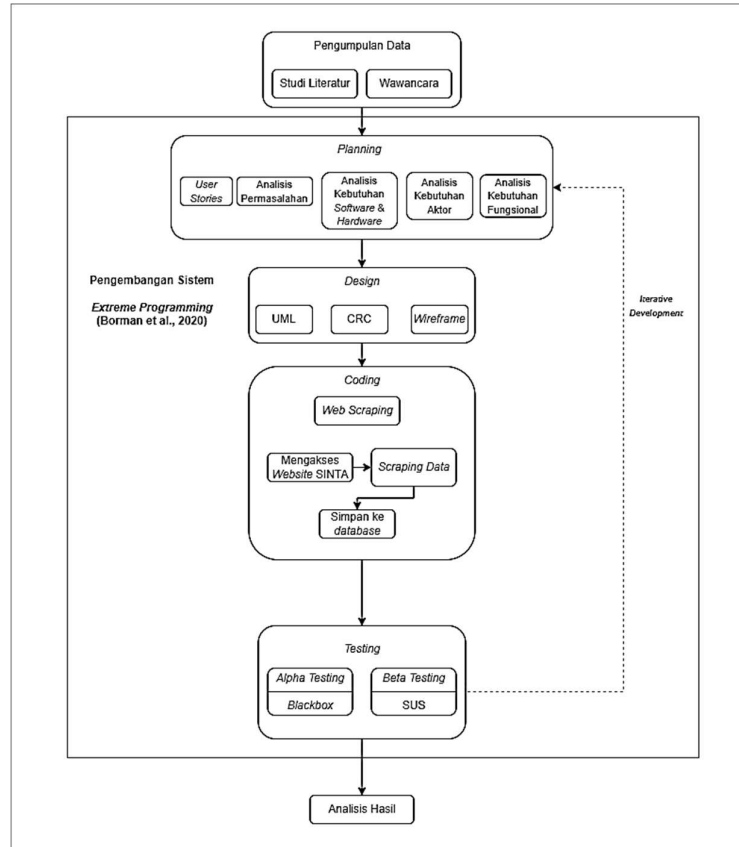 Pengumpulan Data
Studi Literatur
Wawancara
Planning
User
Stories
Analisis
Permasalahan
Analisis
Kebutuhan
Software &
Hardware
Analisis
Kebutuhan
Aktor
Analisis
Kebutuhan
Fungsional
Pengembangan Sistem
Extreme Programming
(Borman et al., 2020)
Design
UML
CRC
Wireframe
Iterative
Development
Coding
Web Scraping
Mengakses
Website SINTA
Scraping Data
Simpan ke
database
Testing
Alpha Testing
Blackbox
Beta Testing
SUS
Analisis Hasil